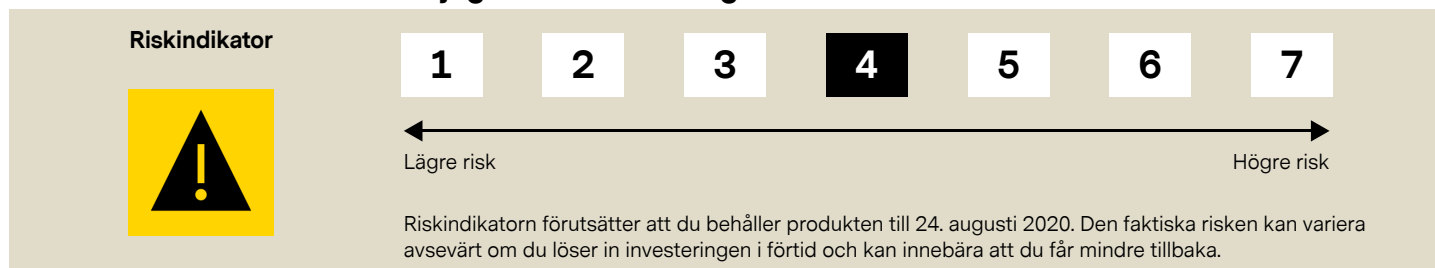 Riskindikator
1 2 3 4 5 6 7
Lägre risk Högre risk
Riskindikatorn förutsätter att du behåller produkten till 24. augusti 2020. Den faktiska risken kan variera
avsevärt om du löser in investeringen i förtid och kan innebära att du får mindre tillbaka.